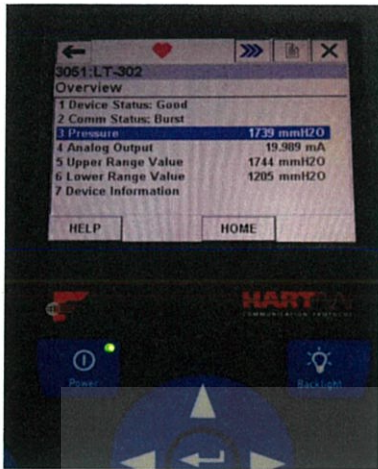 3051:LT-302
Overview
1 Device Status: Good
2 Comm Status: Burst
3 Pressure 1739 mmH2O
4 Analog Output 19.989 mA
5 Upper Range Value 1744 mmH2O
6 Lower Range Value 1205 mmH2O
7 Device Information
HELP HOME
HART
COMMUNICATION PROTOCOL
Power Backlight